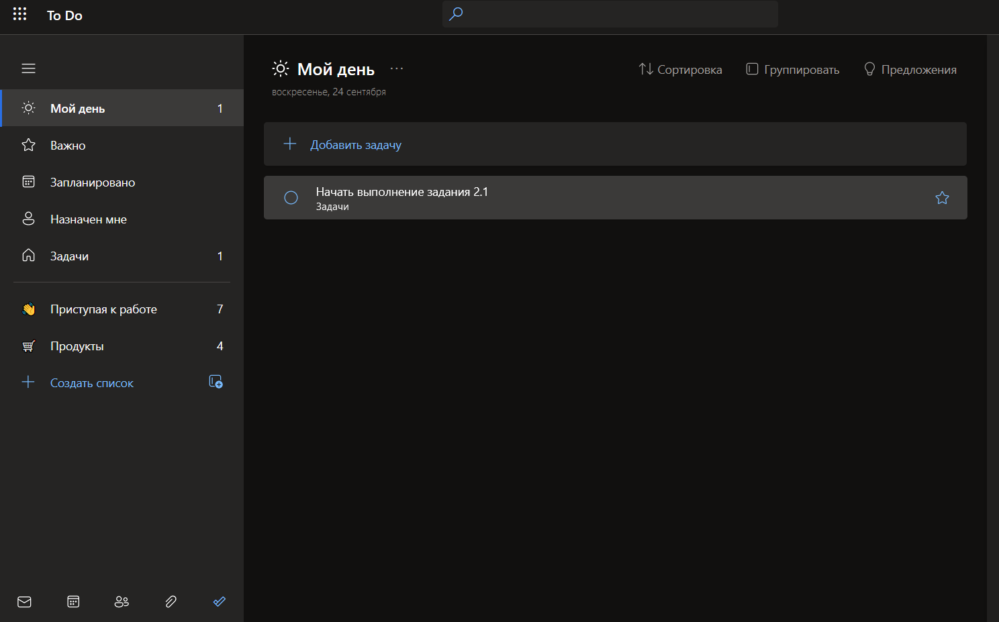 To Do
Мой день 1
Важно
Запланировано
Назначен мне
Задачи 1
Приступая к работе 7
Продукты 4
Создать список
Мой день ...
воскресенье, 24 сентября
Сортировка
Группировать
Предложения
Добавить задачу
Начать выполнение задания 2.1
Задачи